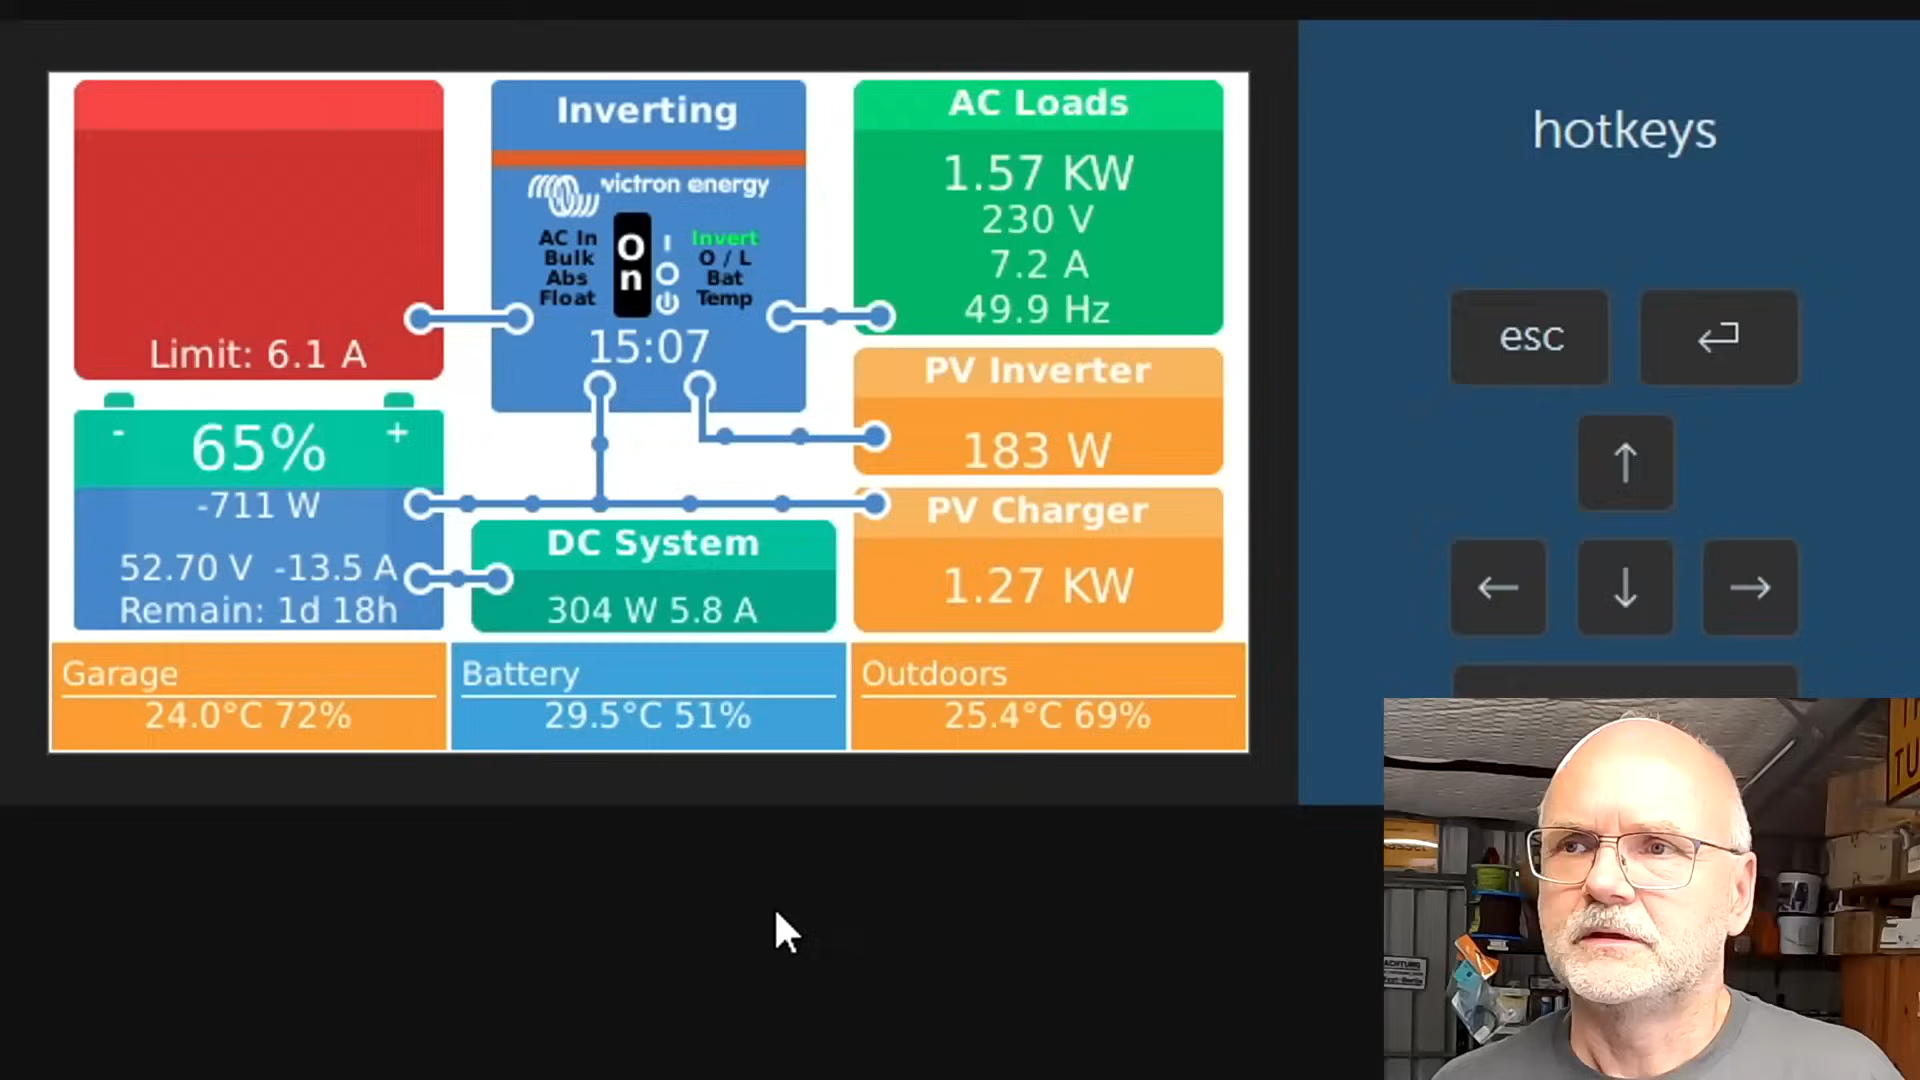 Inverting
victron energy
AC In
Bulk
Abs
Float
On
Invert
O / L
Bat
Temp
15:07
Limit: 6.1 A
AC Loads
1.57 KW
230 V
7.2 A
49.9 Hz
PV Inverter
183 W
- 65% +
-711 W
52.70 V -13.5 A
Remain: 1d 18h
DC System
304 W 5.8 A
PV Charger
1.27 KW
Garage
24.0°C 72%
Battery
29.5°C 51%
Outdoors
25.4°C 69%
hotkeys
esc
ACHTUNG
TU